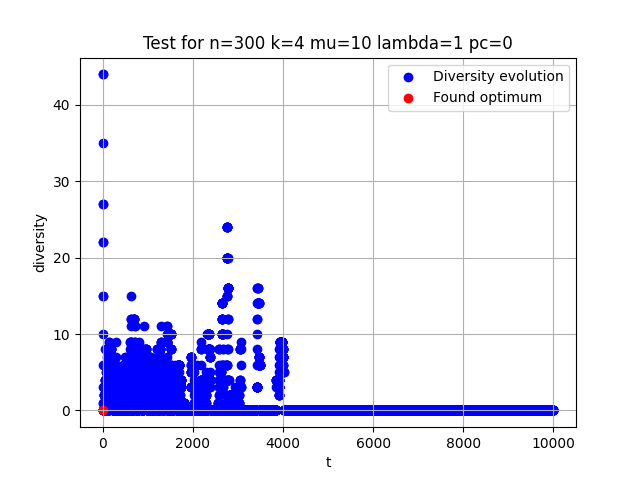 Test for n=300 k=4 mu=10 lambda=1 pc=0
Diversity evolution
Found optimum
40
30
20
10
0
diversity
0 2000 4000 6000 8000 10000
t